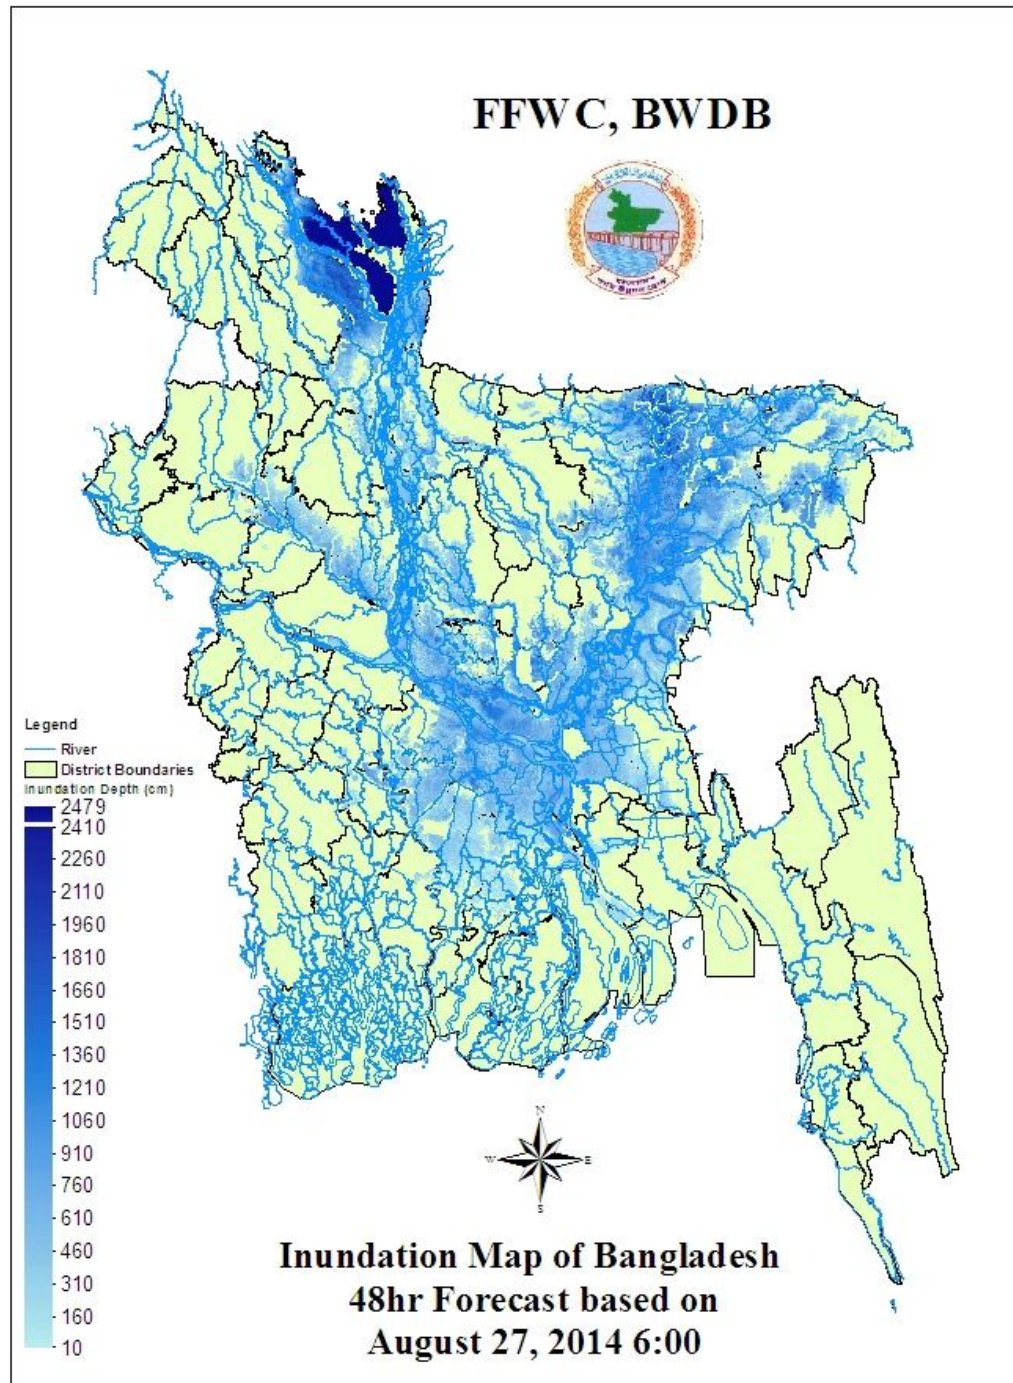 FFWC, BWDB
Legend
River
District Boundaries
Inundation Depth (cm)
2479
2410
2260
2110
1960
1810
1660
1510
1360
1210
1060
910
760
610
460
310
160
10
N
W E
S
Inundation Map of Bangladesh
48hr Forecast based on
August 27, 2014 6:00